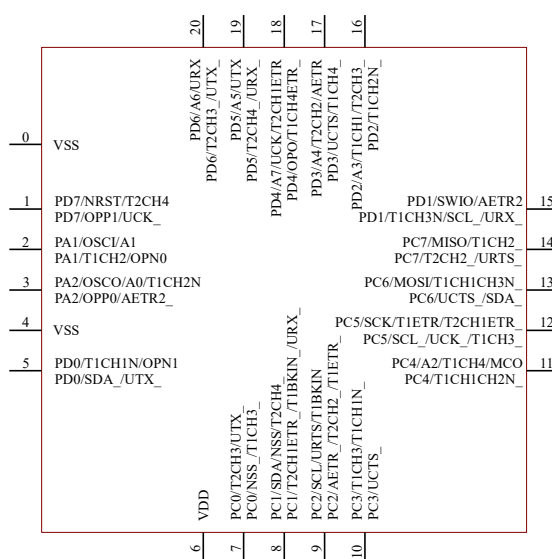 20
19
18
17
16
PD6/A6/URX
PD6/T2CH3_/UTX_
PD5/A5/UTX
PD5/T2CH4_/URX_
PD4/A7/UCK/T2CH1ETR
PD4/OPO/T1CH4ETR_
PD3/A4/T2CH2/AETR
PD3/UCTS/T1CH4_
PD2/A3/T1CH1/T2CH3_
PD2/T1CH2N_
0
VSS
1
PD7/NRST/T2CH4
PD7/OPP1/UCK_
PD1/SWIO/AETR2
PD1/T1CH3N/SCL_/URX_
15
2
PA1/OSCI/A1
PA1/T1CH2/OPN0
PC7/MISO/T1CH2_
PC7/T2CH2_/URTS_
14
3
PA2/OSCO/A0/T1CH2N
PA2/OPP0/AETR2_
PC6/MOSI/T1CH1CH3N_
PC6/UCTS_/SDA_
13
4
VSS
PC5/SCK/T1ETR/T2CH1ETR_
PC5/SCL_/UCK_/T1CH3_
12
5
PD0/T1CH1N/OPN1
PD0/SDA_/UTX_
PC4/A2/T1CH4/MCO
PC4/T1CH1CH2N_
11
VDD
PC0/T2CH3/UTX_
PC0/NSS_/T1CH3_
PC1/SDA/NSS/T2CH4_
PC1/T2CH1ETR_/T1BKIN_/URX_
PC2/SCL/URTS/T1BKIN
PC2/AETR_/T2CH2_/T1ETR_
PC3/T1CH3/T1CH1N_
PC3/UCTS_
6
7
8
9
10